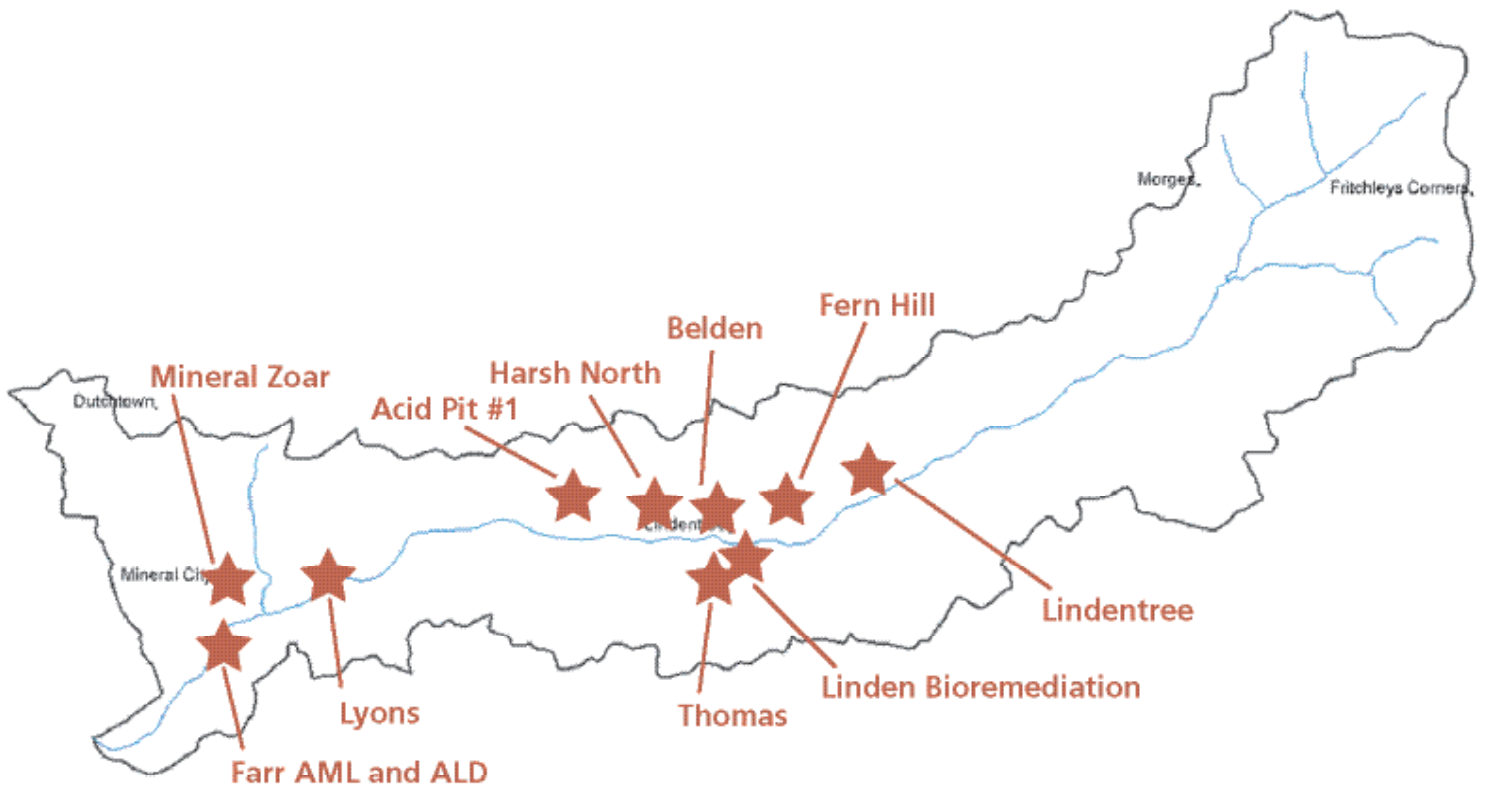 Morges
Fritchleys Corners
Fern Hill
Belden
Mineral Zoar
Harsh North
Dutchtown
Acid Pit #1
Mineral City
Lindentree
Linden Bioremediation
Lyons
Thomas
Farr AML and ALD